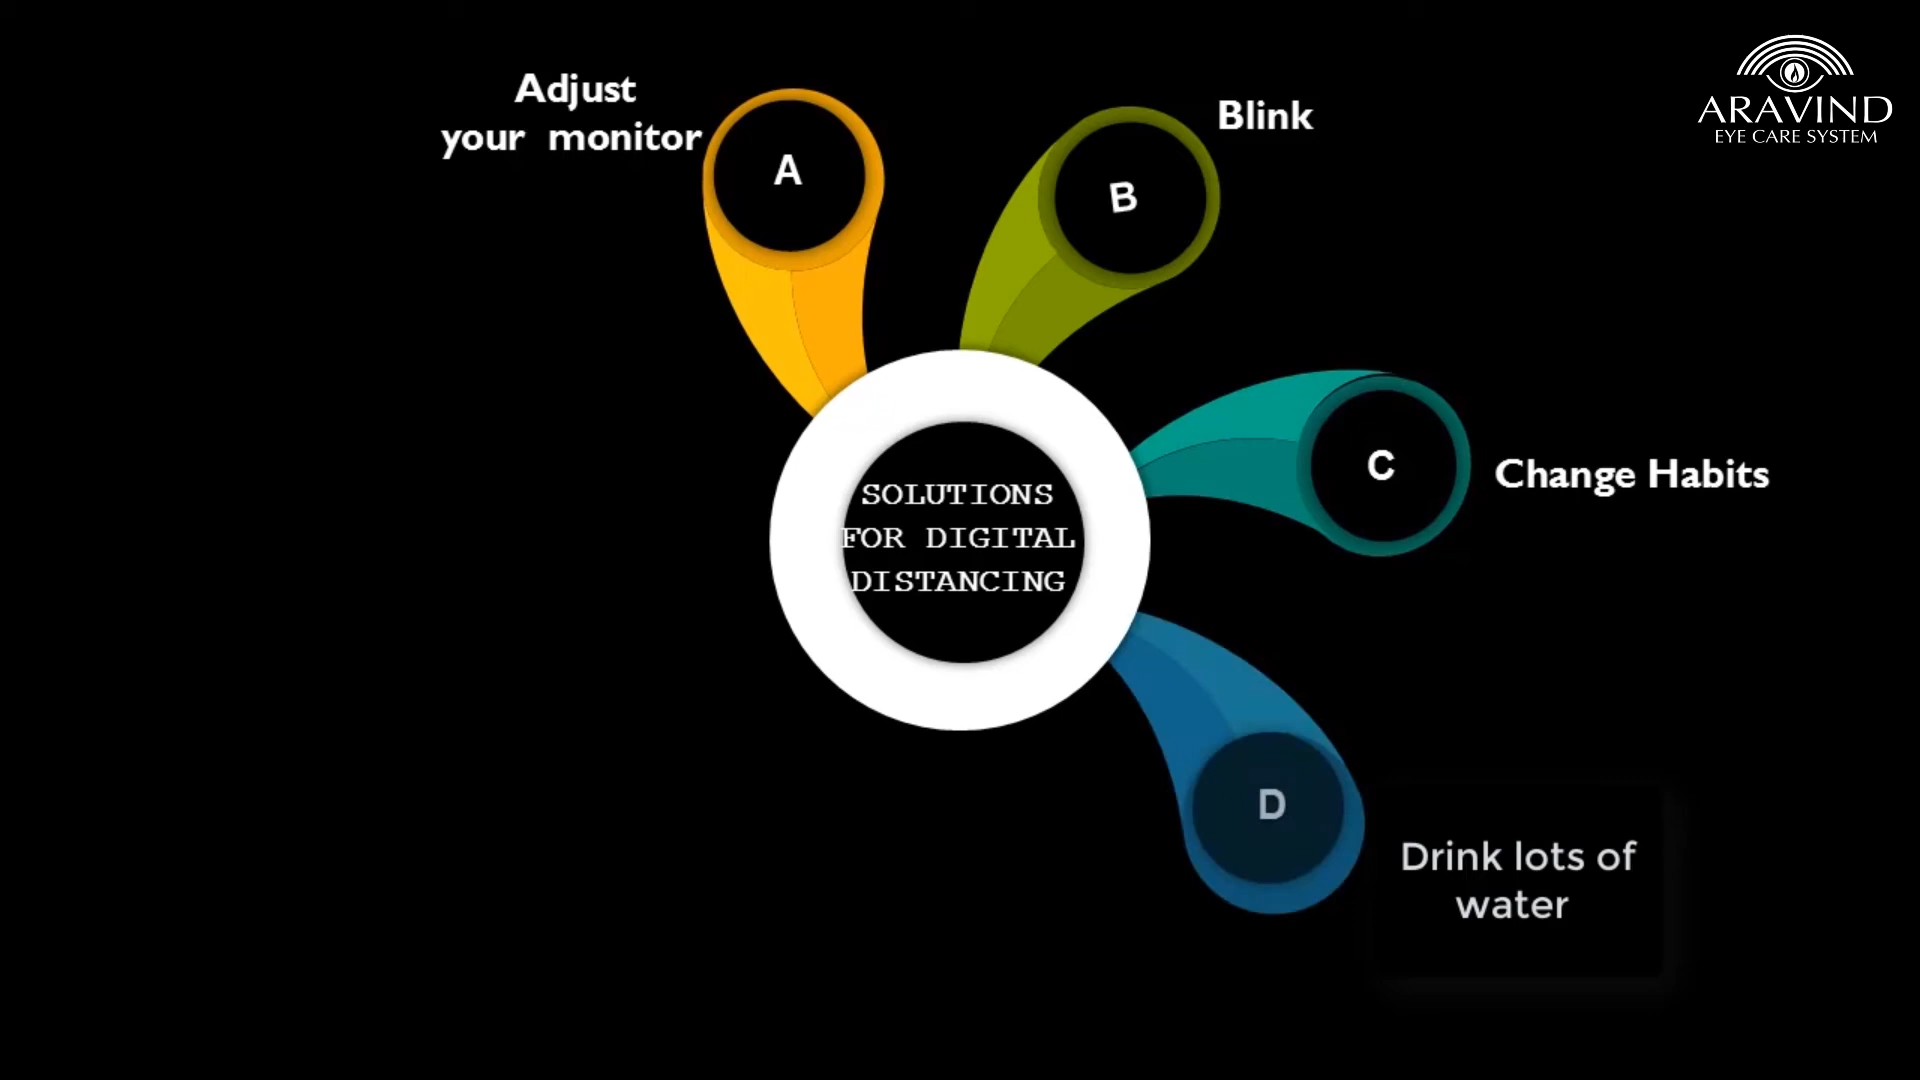 Adjust
your monitor
A
B
Blink
ARAVIND
EYE CARE SYSTEM
C
Change Habits
SOLUTIONS
FOR DIGITAL
DISTANCING
D
Drink lots of
water